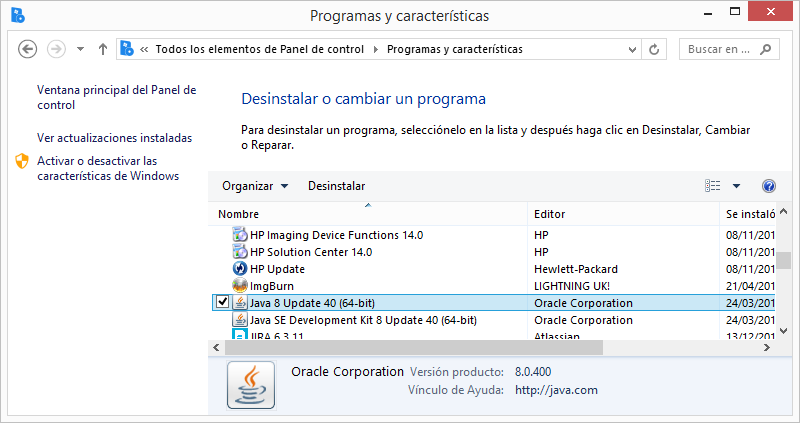 Programas y características
« Todos los elementos de Panel de control Programas y características
Buscar en ...
Ventana principal del Panel de
control
Ver actualizaciones instaladas
Activar o desactivar las
características de Windows
Desinstalar o cambiar un programa
Para desinstalar un programa, selecciónelo en la lista y después haga clic en Desinstalar, Cambiar
o Reparar.
Organizar Desinstalar
Nombre Editor Se instaló
HP Imaging Device Functions 14.0 HP 08/11/201
HP Solution Center 14.0 HP 08/11/201
HP Update Hewlett-Packard 08/11/201
ImgBurn LIGHTNING UK! 21/04/201
Java 8 Update 40 (64-bit) Oracle Corporation 24/03/201
Java SE Development Kit 8 Update 40 (64-bit) Oracle Corporation 24/03/201
JIRA 6.3.11 Atlassian 13/12/201
Oracle Corporation Versión producto: 8.0.400
Vínculo de Ayuda: http://java.com